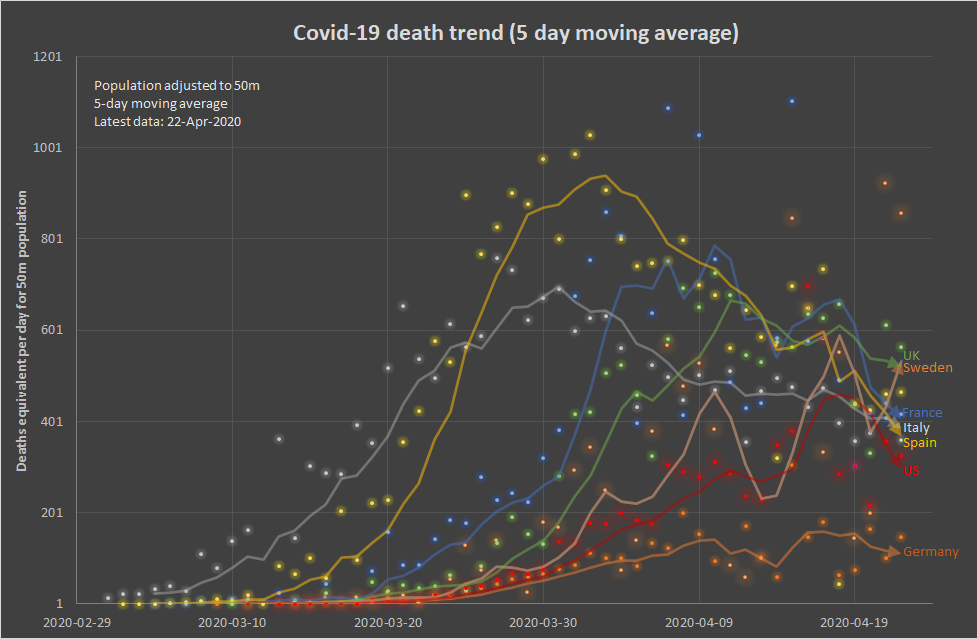 Covid-19 death trend (5 day moving average)
1201
Population adjusted to 50m
5-day moving average
Latest data: 22-Apr-2020
1001
801
601
401
201
1
Deaths equivalent per day for 50m population
UK
Sweden
France
Italy
Spain
US
Germany
2020-02-29 2020-03-10 2020-03-20 2020-03-30 2020-04-09 2020-04-19